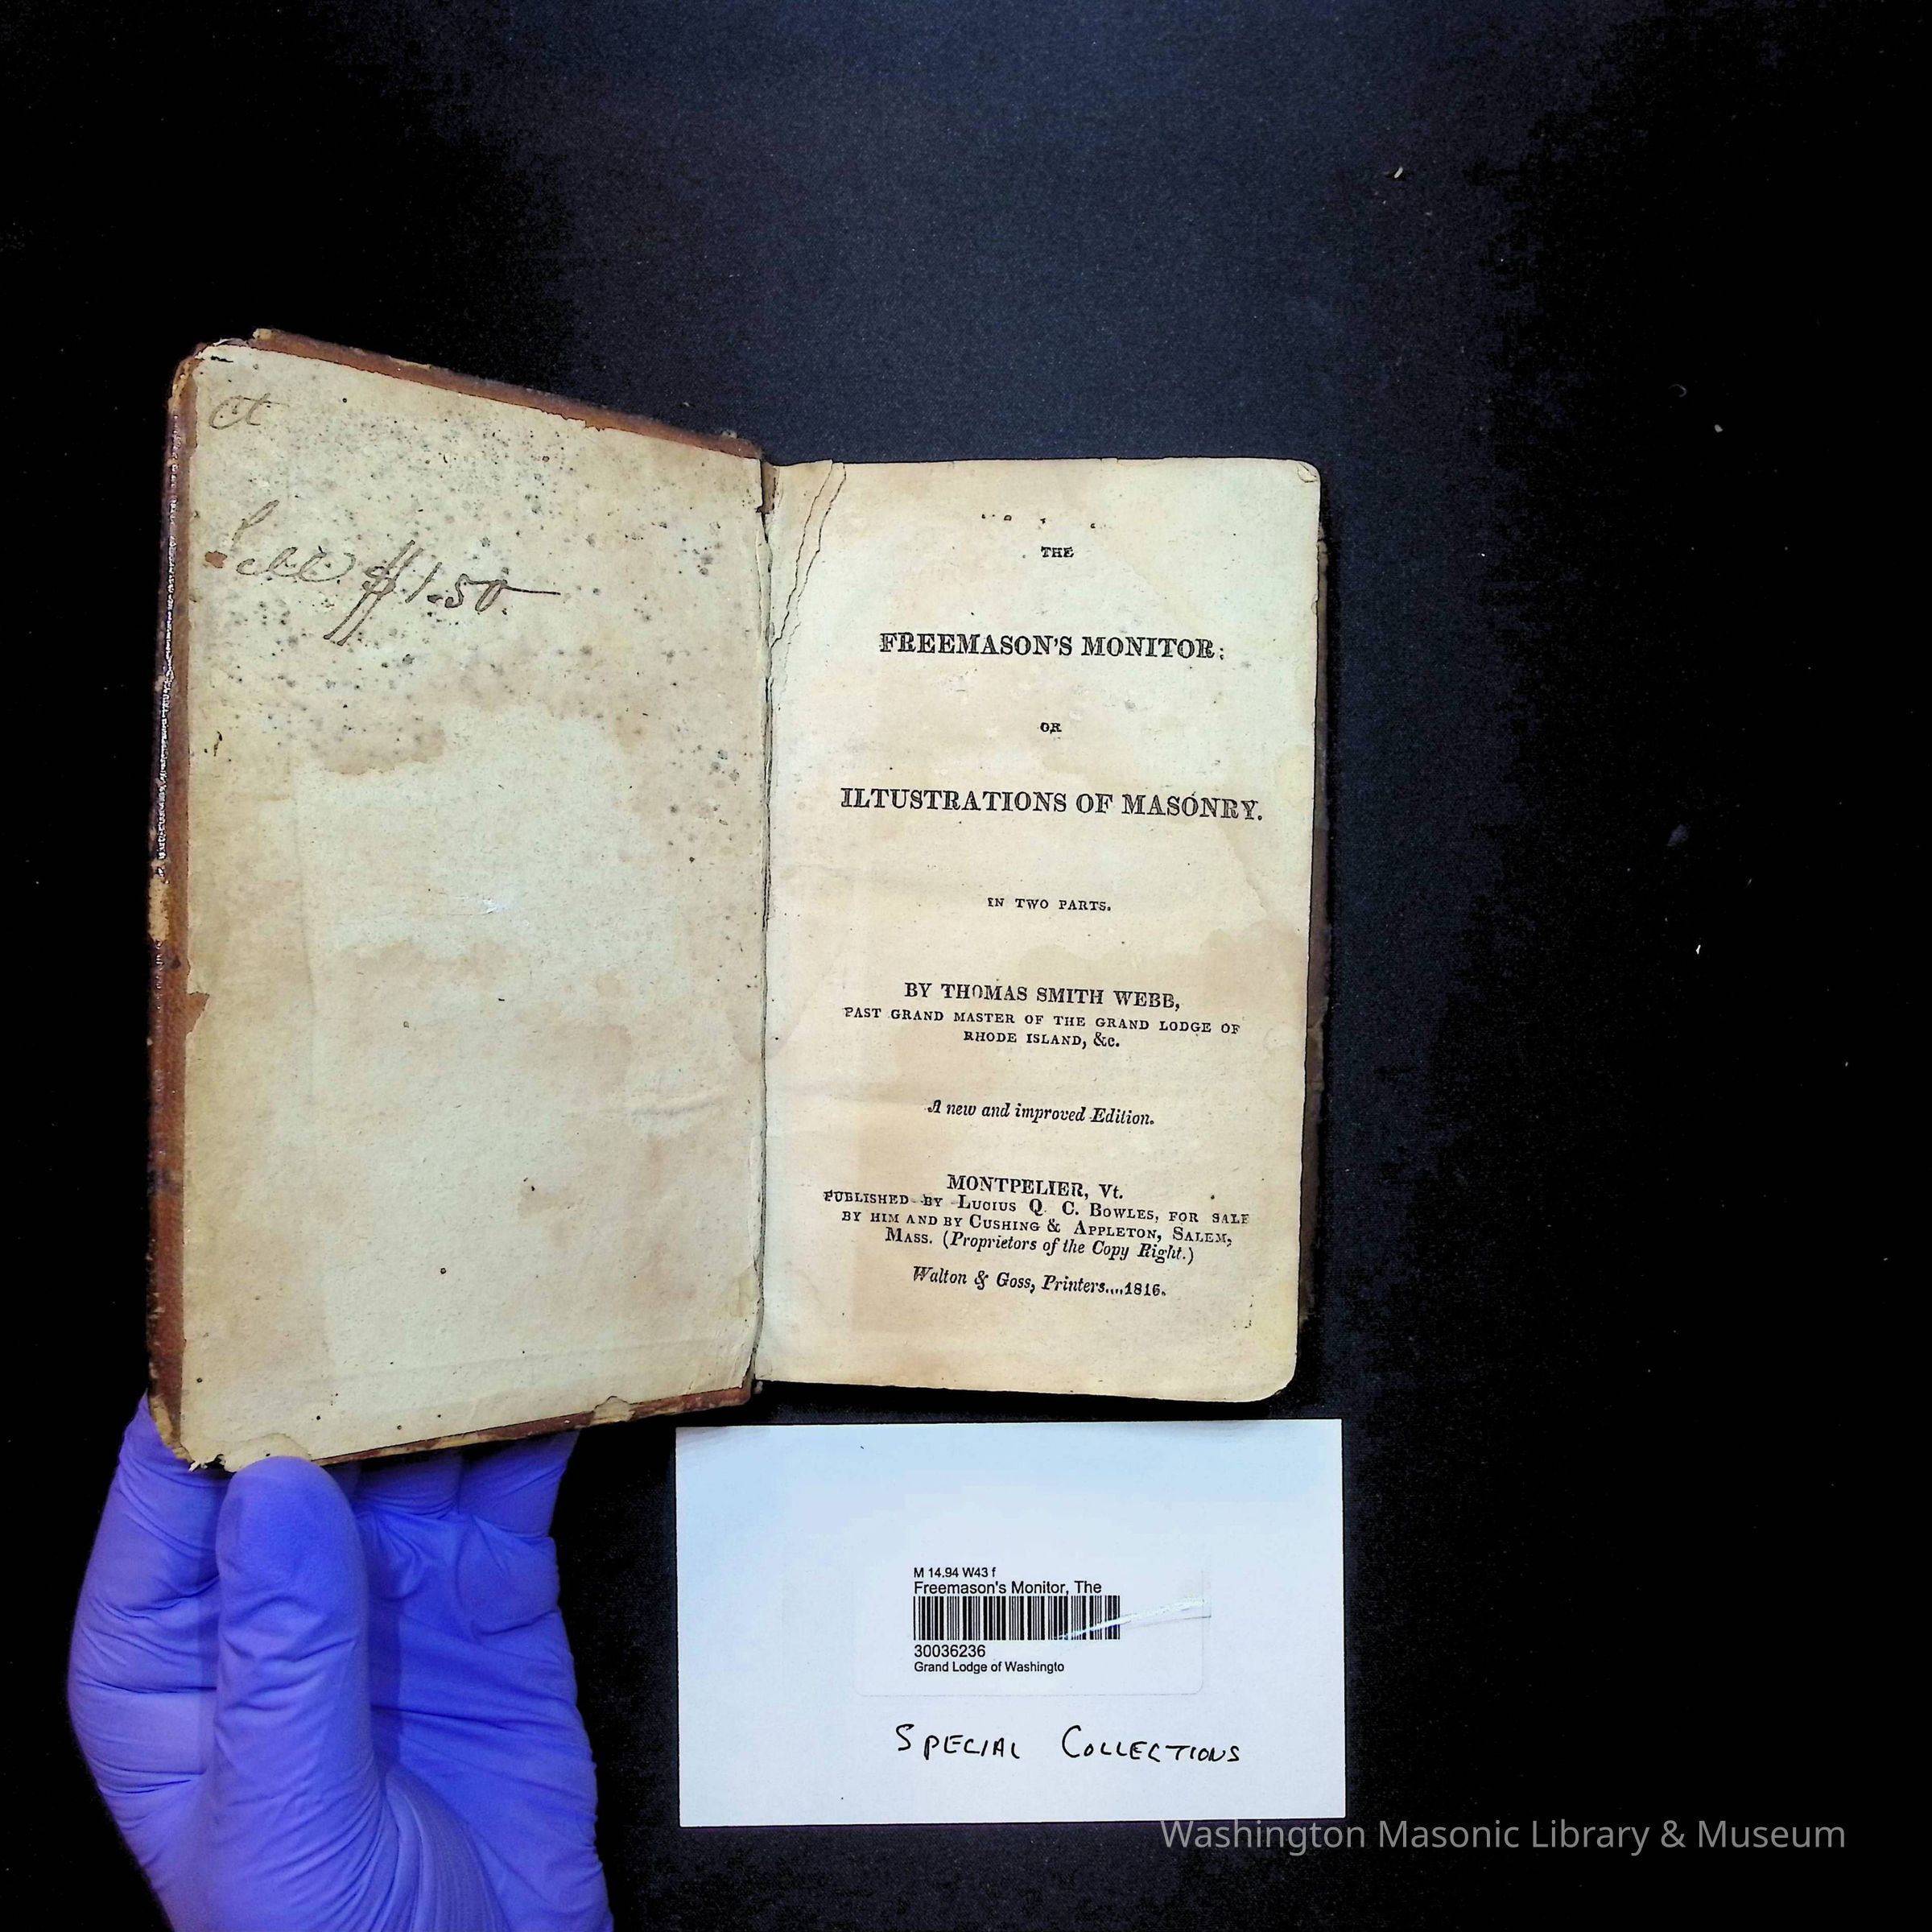 ct
Sell $1.50
THE
FREEMASON'S MONITOR;
OR
ILTUSTRATIONS OF MASONRY.
IN TWO PARTS.
BY THOMAS SMITH WEBB,
PAST GRAND MASTER OF THE GRAND LODGE OF
RHODE ISLAND, &c.
A new and improved Edition.
MONTPELIER, Vt.
PUBLISHED BY LUCIUS Q. C. BOWLES, FOR SALE
BY HIM AND BY CUSHING & APPLETON, SALEM,
MASS. (Proprietors of the Copy Right.)
Walton & Goss, Printers....1816.
M 14.94 W43 f
Freemason's Monitor, The
30036236
Grand Lodge of Washingto
SPECIAL COLLECTIONS
Washington Masonic Library & Museum